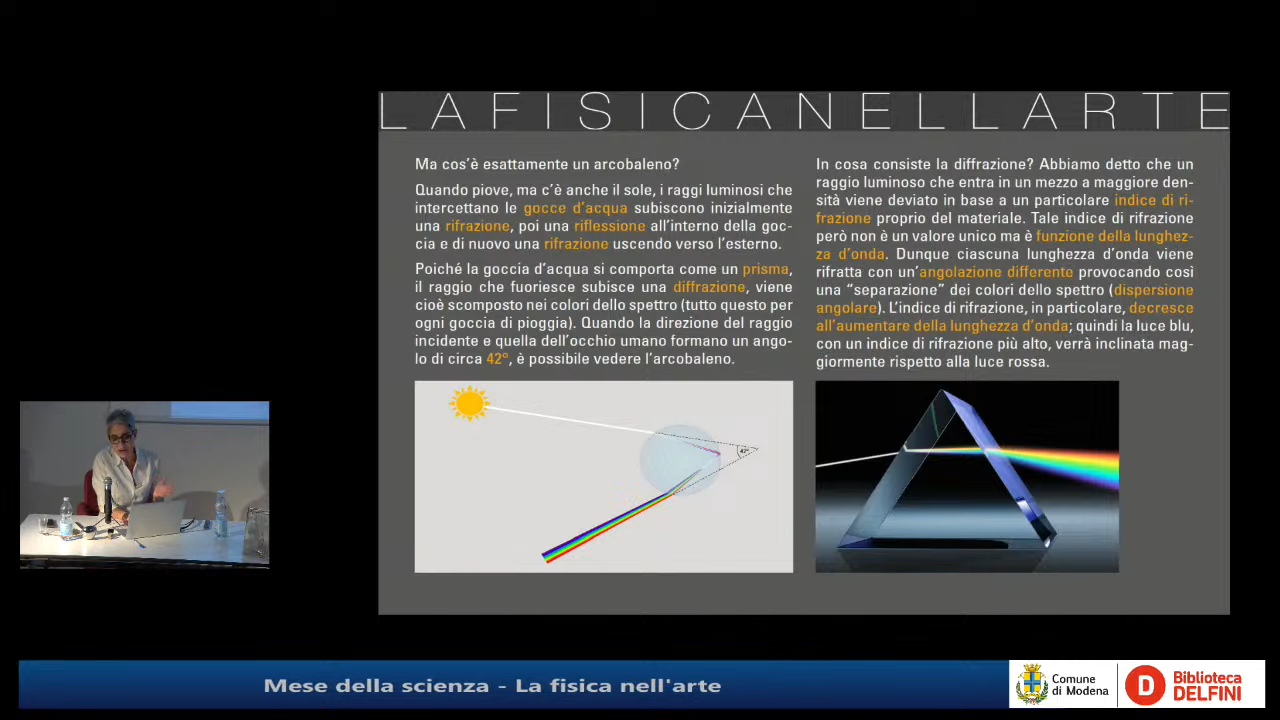 LAFISICANELLARTE
Ma cos'è esattamente un arcobaleno?
Quando piove, ma c'è anche il sole, i raggi luminosi che
intercettano le gocce d'acqua subiscono inizialmente
una rifrazione, poi una riflessione all'interno della goc-
cia e di nuovo una rifrazione uscendo verso l'esterno.
Poiché la goccia d'acqua si comporta come un prisma,
il raggio che fuoriesce subisce una diffrazione, viene
cioè scomposto nei colori dello spettro (tutto questo per
ogni goccia di pioggia). Quando la direzione del raggio
incidente e quella dell'occhio umano formano un ango-
lo di circa 42°, è possibile vedere l'arcobaleno.
42°
In cosa consiste la diffrazione? Abbiamo detto che un
raggio luminoso che entra in un mezzo a maggiore den-
sità viene deviato in base a un particolare indice di ri-
frazione proprio del materiale. Tale indice di rifrazione
però non è un valore unico ma è funzione della lunghez-
za d'onda. Dunque ciascuna lunghezza d'onda viene
rifratta con un'angolazione differente provocando così
una “separazione” dei colori dello spettro (dispersione
angolare). L'indice di rifrazione, in particolare, decresce
all'aumentare della lunghezza d'onda; quindi la luce blu,
con un indice di rifrazione più alto, verrà inclinata mag-
giormente rispetto alla luce rossa.
Mese della scienza - La fisica nell'arte
Comune
di Modena
D
Biblioteca
DELFINI